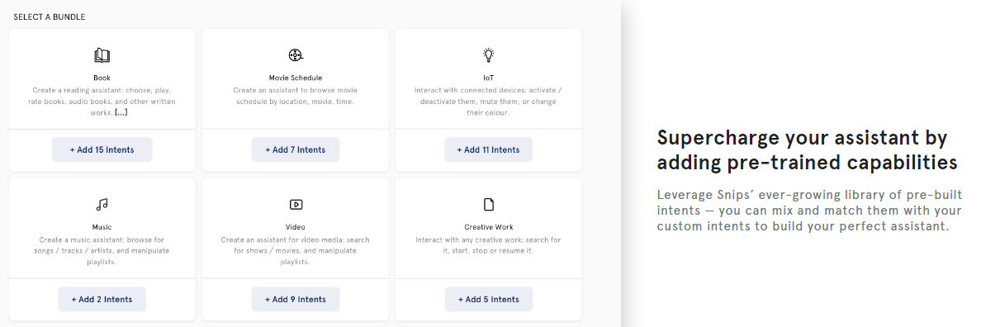 SELECT A BUNDLE
Book
Create a reading assistant: choose, play,
rate books, audio books, and other written
works. [...]
+ Add 15 Intents
Movie Schedule
Create an assistant to browse movie
schedule by location, movie, time.
+ Add 7 Intents
IoT
Interact with connected devices: activate /
deactivate them, mute them, or change
their colour.
+ Add 11 Intents
Music
Create a music assistant: browse for
songs / tracks / artists, and manipulate
playlists.
+ Add 2 Intents
Video
Create an assistant for video media: search
for shows / movies, and manipulate
playlists.
+ Add 9 Intents
Creative Work
Interact with any creative work: search for
it, start, stop or resume it.
+ Add 5 Intents
Supercharge your assistant by
adding pre-trained capabilities
Leverage Snips’ ever-growing library of pre-built
intents — you can mix and match them with your
custom intents to build your perfect assistant.